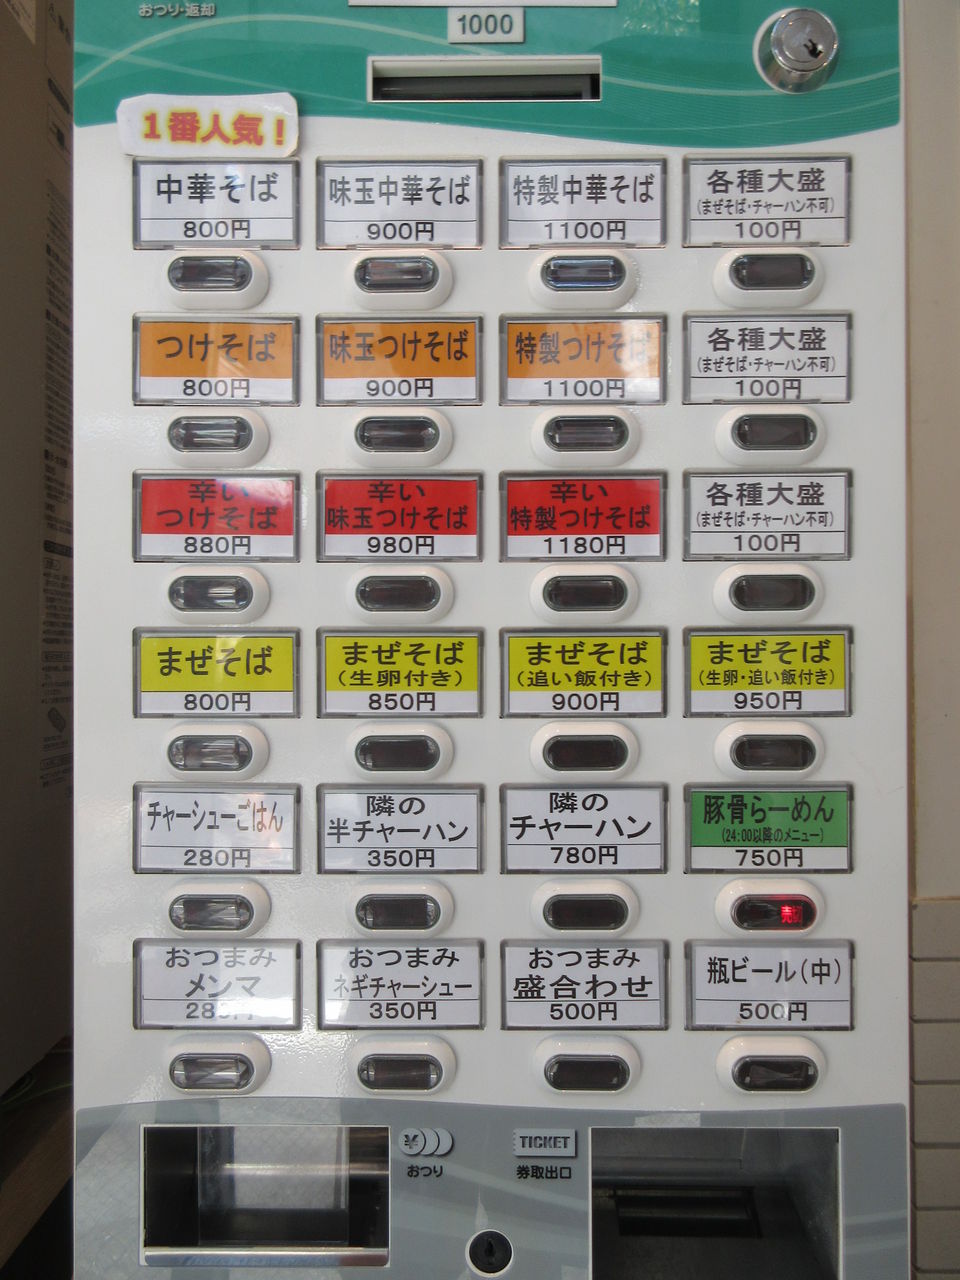 おつり・返却
1000
1番人気!
中華そば
800円
味玉中華そば
900円
特製中華そば
1100円
各種大盛
(まぜそば・チャーハン不可)
100円
つけそば
800円
味玉つけそば
900円
特製つけそば
1100円
各種大盛
(まぜそば・チャーハン不可)
100円
辛い
つけそば
880円
辛い
味玉つけそば
980円
辛い
特製つけそば
1180円
各種大盛
(まぜそば・チャーハン不可)
100円
まぜそば
800円
まぜそば
(生卵付き)
850円
まぜそば
(追い飯付き)
900円
まぜそば
(生卵・追い飯付き)
950円
チャーシューごはん
280円
隣の
半チャーハン
350円
隣の
チャーハン
780円
豚骨らーめん
(24:00以降のメニュー)
750円
売切
おつまみ
メンマ
280円
おつまみ
ネギチャーシュー
350円
おつまみ
盛合わせ
500円
瓶ビール(中)
500円
¥
おつり
TICKET
券取出口